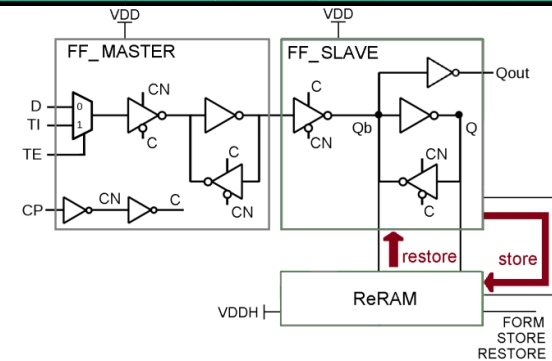 VDD
VDD
FF_MASTER
FF_SLAVE
CN
C
D
0
TI
1
Qout
C
CN
Qb
Q
TE
C
CN
CN
C
CP
CN
C
restore
store
VDDH
ReRAM
FORM
STORE
RESTORE